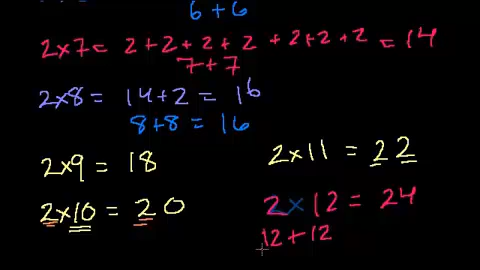 6 + 6
2x7 = 2+2+2+2+2+2+2 = 14
7+7
2x8 = 14+2 = 16
8+8 = 16
2x9 = 18
2x11 = 22
2x10 = 20
2x12 = 24
12+12